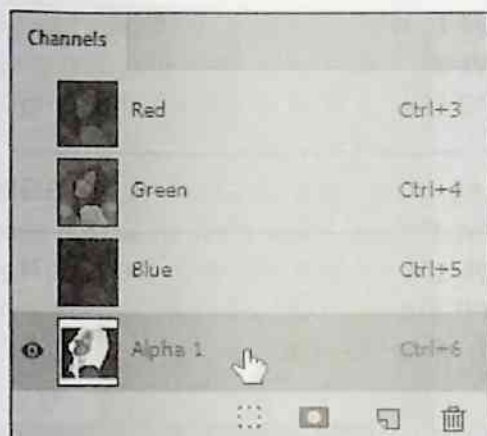 Channels
Red Ctrl+3
Green Ctrl+4
Blue Ctrl+5
Alpha 1 Ctrl+6